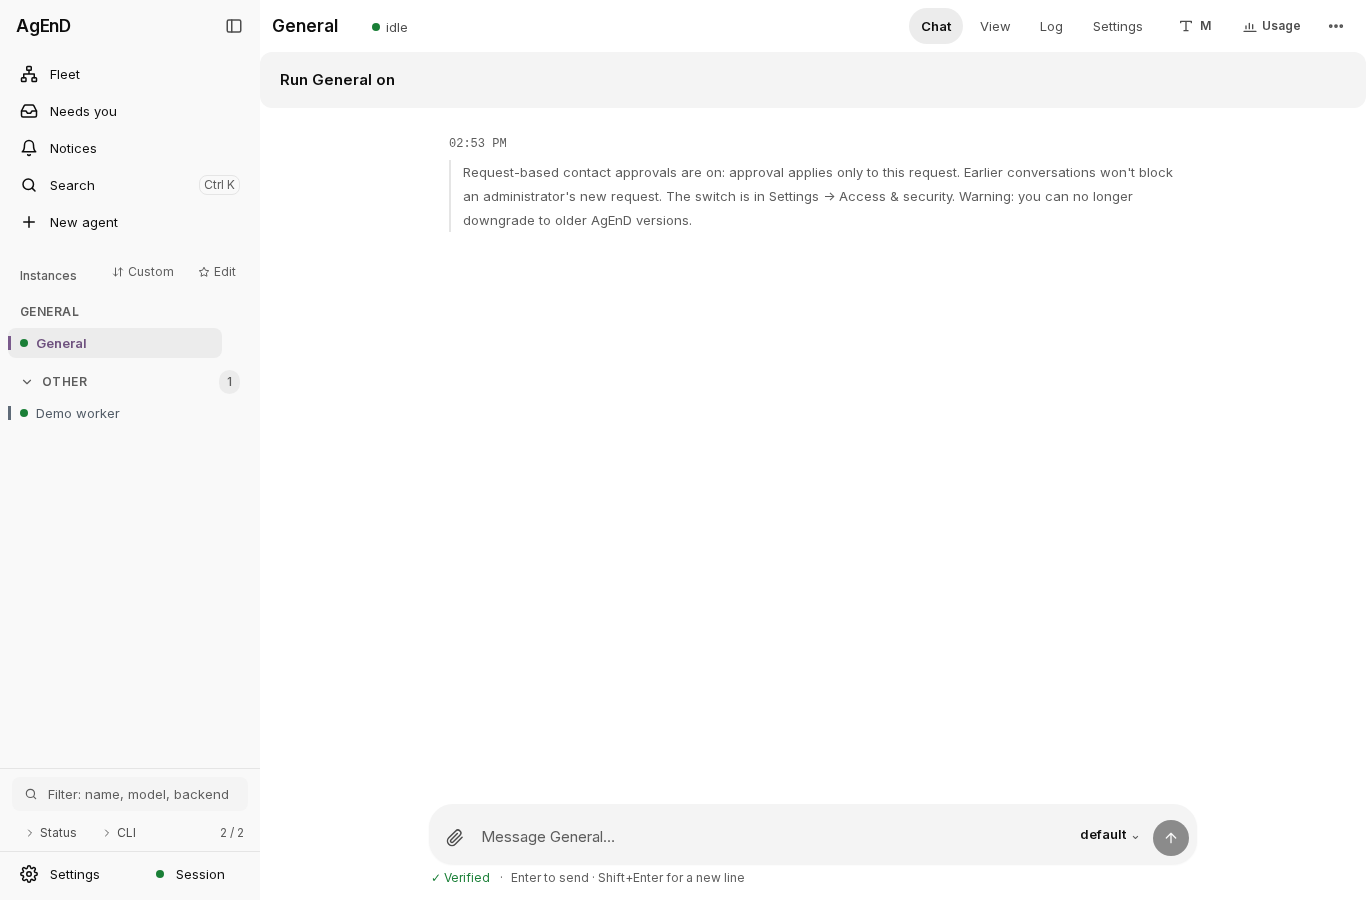 AgEnD
Fleet
Needs you
Notices
Search
Ctrl K
New agent
Instances
Custom
Edit
GENERAL
General
OTHER
1
Demo worker
Filter: name, model, backend
Status
CLI
2 / 2
Settings
Session
General
idle
Chat
View
Log
Settings
M
Usage
Run General on
02:53 PM
Request-based contact approvals are on: approval applies only to this request. Earlier conversations won't block
an administrator's new request. The switch is in Settings → Access & security. Warning: you can no longer
downgrade to older AgEnD versions.
Message General...
default
✓ Verified · Enter to send · Shift+Enter for a new line